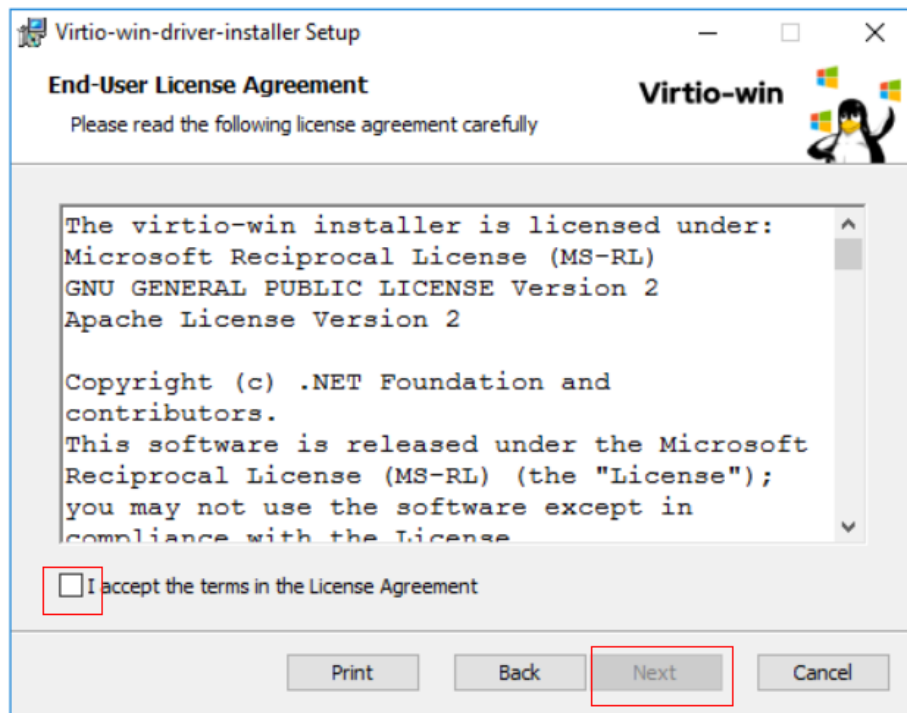 Virtio-win-driver-installer Setup
End-User License Agreement
Virtio-win
Please read the following license agreement carefully
The virtio-win installer is licensed under:
Microsoft Reciprocal License (MS-RL)
GNU GENERAL PUBLIC LICENSE Version 2
Apache License Version 2
Copyright (c) .NET Foundation and
contributors.
This software is released under the Microsoft
Reciprocal License (MS-RL) (the "License");
you may not use the software except in
compliance with the License
I accept the terms in the License Agreement
Print
Back
Next
Cancel